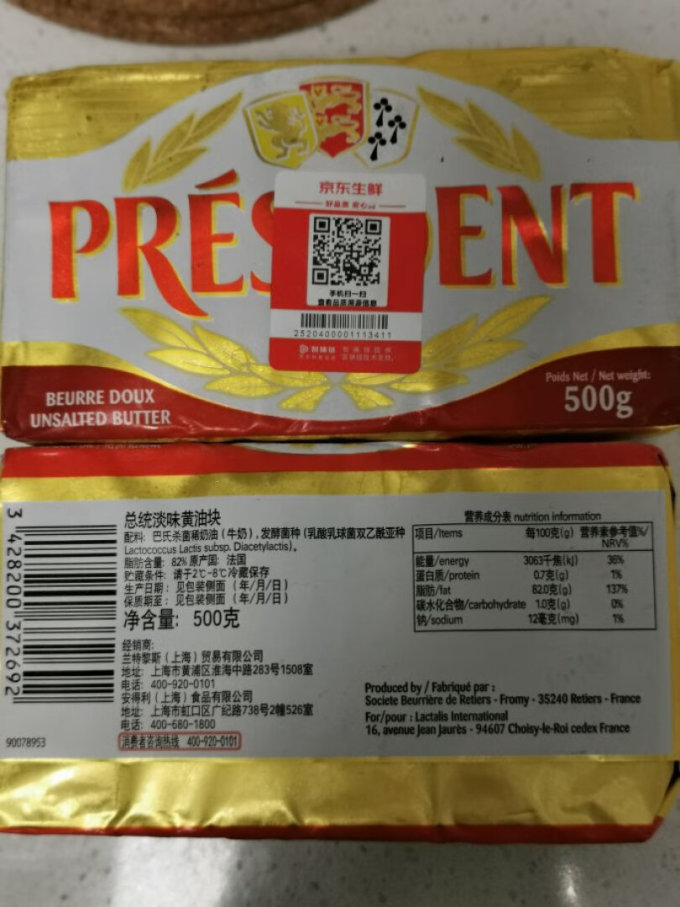 PRÉS DENT
京东生鲜
手机扫一扫
查看品质溯源信息
2520400001113411
BEURRE DOUX
UNSALTED BUTTER
Poids Net / Net weight:
500g
3 428200 372692
90078953
总统淡味黄油块
配料: 巴氏杀菌稀奶油 (牛奶), 发酵菌种 (乳酸乳球菌双乙酰亚种
Lactococcus Lactis subsp. Diacetylactis)。
脂肪含量: 82% 原产国: 法国
贮藏条件: 请于2℃-8℃冷藏保存
生产日期: 见包装侧面 (年/月/日)
保质期至: 见包装侧面 (年/月/日)
净含量: 500克
经销商:
兰特黎斯 (上海) 贸易有限公司
地址: 上海市黄浦区淮海中路283号1508室
电话: 400-920-0101
安得利 (上海) 食品有限公司
地址: 上海市虹口区广纪路738号2幢526室
电话: 400-680-1800
消费者咨询热线 400-920-0101
营养成分表 nutrition information
项目/Items 每100克(g) 营养素参考值%/
NRV%
能量/energy 3063千焦(kJ) 36%
蛋白质/protein 0.7克(g) 1%
脂肪/fat 82.0克(g) 137%
碳水化合物/carbohydrate 1.0克(g) 0%
钠/sodium 12毫克(mg) 1%
Produced by / Fabriqué par :
Societe Beurrière de Retiers - Fromy - 35240 Retiers - France
For/pour : Lactalis International
16, avenue Jean Jaurès - 94607 Choisy-le-Roi cedex France